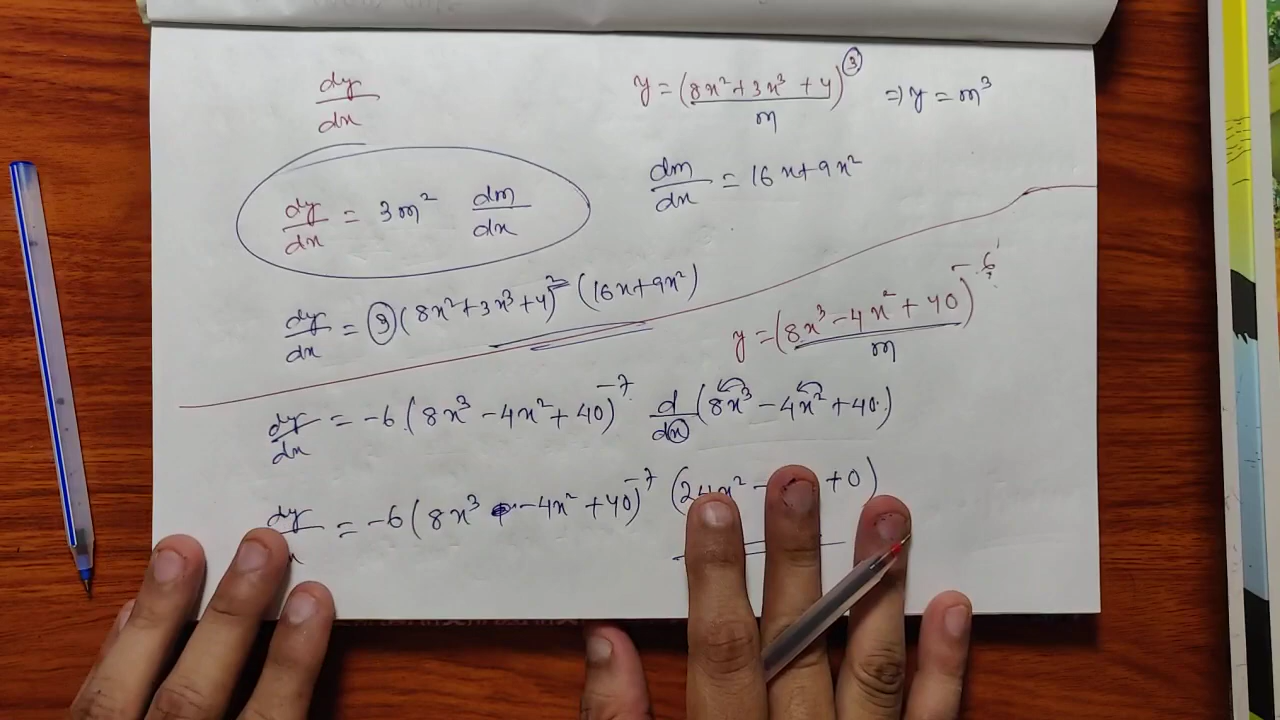 dy/dx
y = (8x² + 3x³ + 4)³ ⇒ y = m³
m
dm/dx = 16x + 9x²
dy/dx = 3m² dm/dx
dy/dx = 3(8x² + 3x³ + 4)² (16x + 9x²)
y = (8x³ - 4x² + 40)⁻⁶
m
dy/dx = -6(8x³ - 4x² + 40)⁻⁷ d/dx (8x³ - 4x² + 40)
dy/ = -6(8x³ - 4x² + 40)⁻⁷ (24x² - + 0)